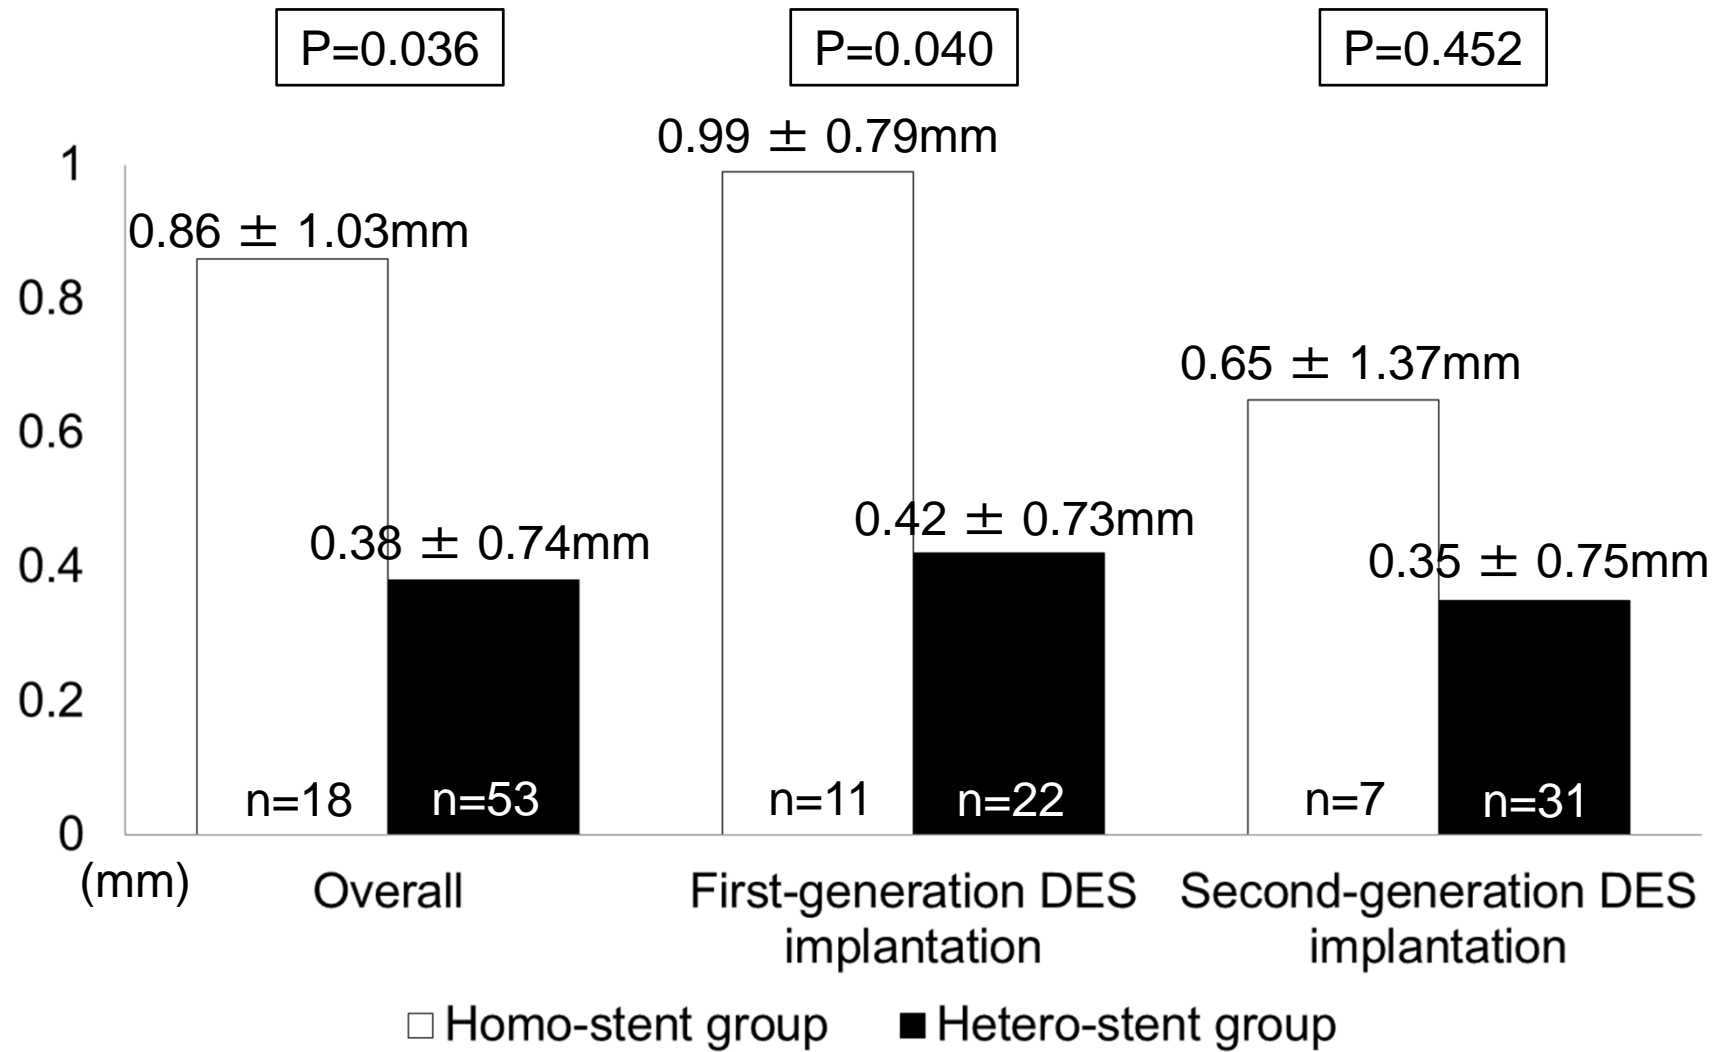 P=0.036
P=0.040
P=0.452
0.99 ± 0.79mm
1
0.86 ± 1.03mm
0.8
0.65 ± 1.37mm
0.6
0.42 ± 0.73mm
0.38 ± 0.74mm
0.35 ± 0.75mm
0.4
0.2
n=18
n=53
n=11
n=22
n=7
n=31
0
(mm)
Overall
First-generation DES
implantation
Second-generation DES
implantation
Homo-stent group
Hetero-stent group